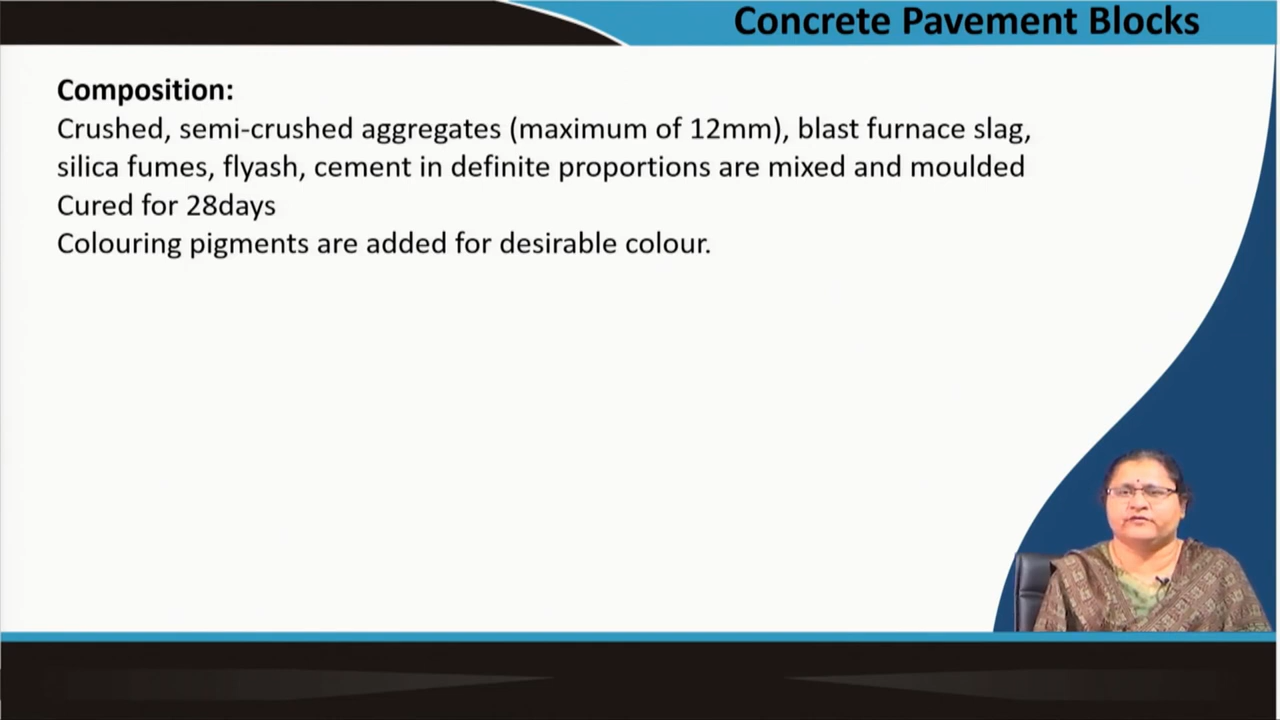 Concrete Pavement Blocks
Composition:
Crushed, semi-crushed aggregates (maximum of 12mm), blast furnace slag,
silica fumes, flyash, cement in definite proportions are mixed and moulded
Cured for 28days
Colouring pigments are added for desirable colour.